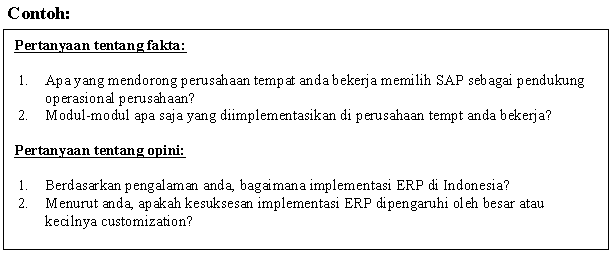 Contoh:
Pertanyaan tentang fakta:
1. Apa yang mendorong perusahaan tempat anda bekerja memilih SAP sebagai pendukung
operasional perusahaan?
2. Modul-modul apa saja yang diimplementasikan di perusahaan tempt anda bekerja?
Pertanyaan tentang opini:
1. Berdasarkan pengalaman anda, bagaimana implementasi ERP di Indonesia?
2. Menurut anda, apakah kesuksesan implementasi ERP dipengaruhi oleh besar atau
kecilnya customization?